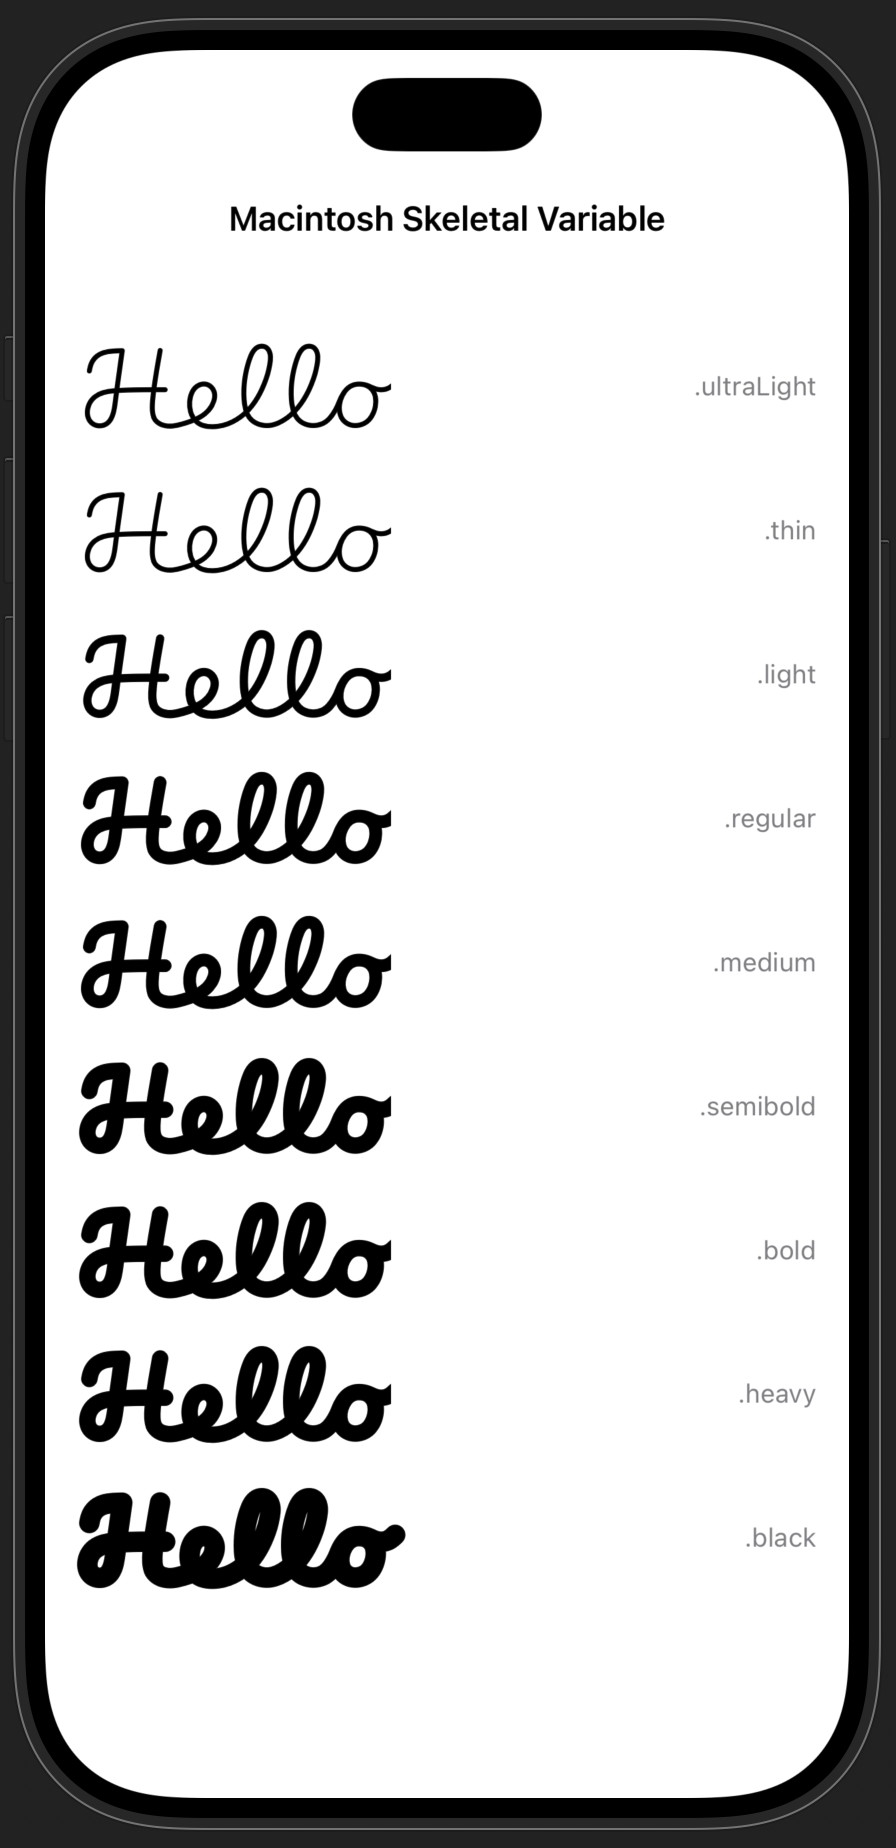 Macintosh Skeletal Variable
Hello .ultraLight
Hello .thin
Hello .light
Hello .regular
Hello .medium
Hello .semibold
Hello .bold
Hello .heavy
Hello .black